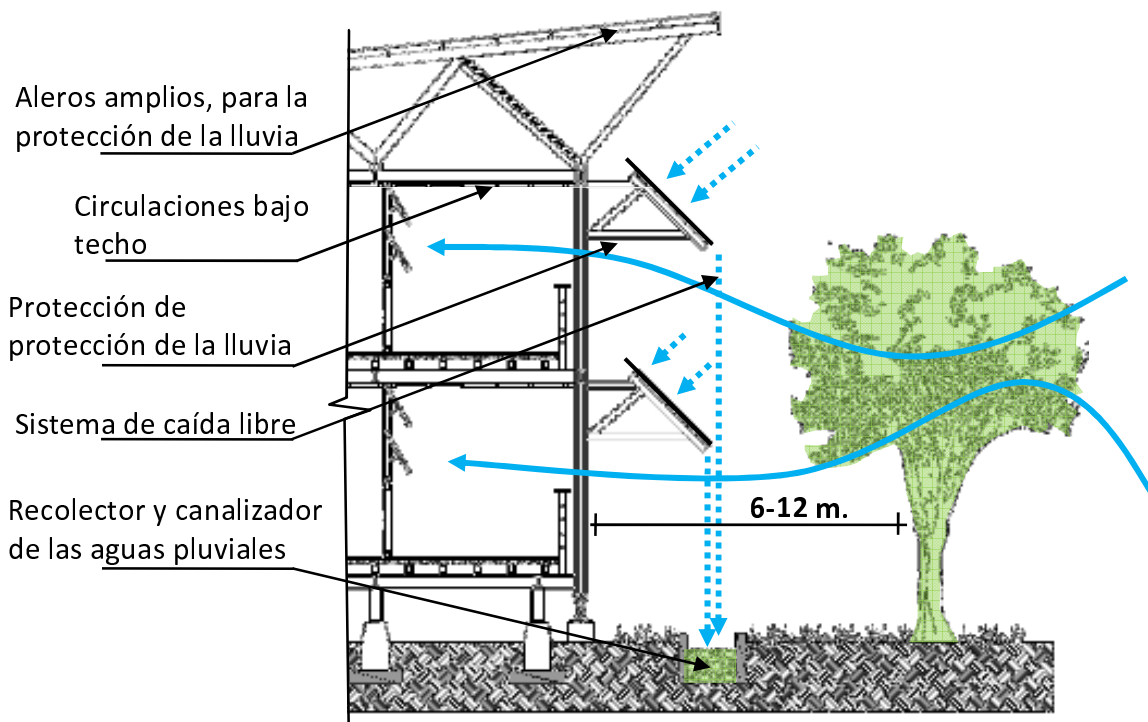 Aleros amplios, para la
protección de la lluvia
Circulaciones bajo
techo
Protección de
protección de la lluvia
Sistema de caída libre
Recolector y canalizador
de las aguas pluviales
6-12 m.